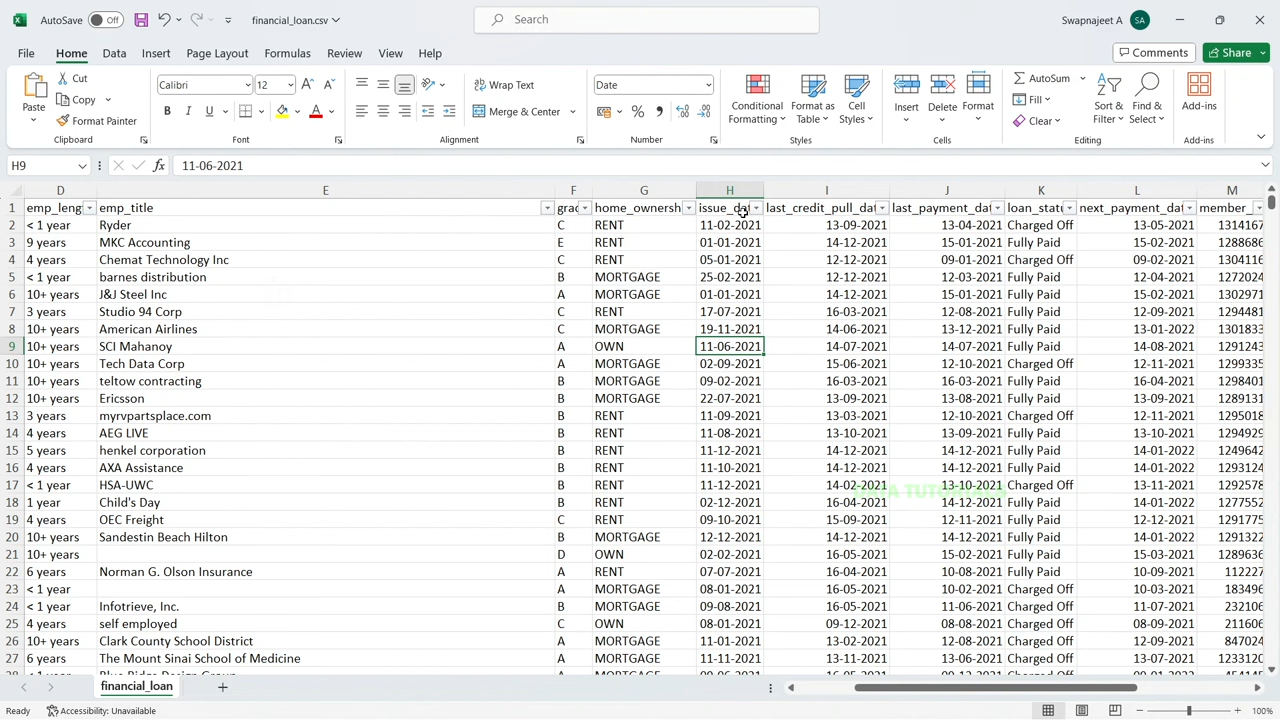 AutoSave Off financial_loan.csv Search Swapnajeet A SA
File Home Data Insert Page Layout Formulas Review View Help Comments Share
Paste Cut Copy Format Painter Calibri 12 B I U A Wrap Text Merge & Center Date % Conditional Formatting Format as Table Cell Styles Insert Delete Format AutoSum Fill Clear Sort & Filter Find & Select Add-ins
Clipboard Font Alignment Number Styles Cells Editing Add-ins
H9 fx 11-06-2021
D E F G H I J K L M
1 emp_leng emp_title grad home_ownersh issue_da last_credit_pull_da last_payment_da loan_statu next_payment_da member_
2 < 1 year Ryder C RENT 11-02-2021 13-09-2021 13-04-2021 Charged Off 13-05-2021 1314167
3 9 years MKC Accounting E RENT 01-01-2021 14-12-2021 15-01-2021 Fully Paid 15-02-2021 1288686
4 4 years Chemat Technology Inc C RENT 05-01-2021 12-12-2021 09-01-2021 Charged Off 09-02-2021 1304116
5 < 1 year barnes distribution B MORTGAGE 25-02-2021 12-12-2021 12-03-2021 Fully Paid 12-04-2021 1272024
6 10+ years J&J Steel Inc A MORTGAGE 01-01-2021 14-12-2021 15-01-2021 Fully Paid 15-02-2021 1302971
7 3 years Studio 94 Corp C RENT 17-07-2021 16-03-2021 12-08-2021 Fully Paid 12-09-2021 1294481
8 10+ years American Airlines C MORTGAGE 19-11-2021 14-06-2021 13-12-2021 Fully Paid 13-01-2022 1301833
9 10+ years SCI Mahanoy A OWN 11-06-2021 14-07-2021 14-07-2021 Fully Paid 14-08-2021 1291243
10 10+ years Tech Data Corp A MORTGAGE 02-09-2021 15-06-2021 12-10-2021 Charged Off 12-11-2021 1299335
11 10+ years teltow contracting B MORTGAGE 09-02-2021 16-03-2021 16-03-2021 Fully Paid 16-04-2021 1298401
12 10+ years Ericsson B MORTGAGE 22-07-2021 13-09-2021 13-08-2021 Fully Paid 13-09-2021 1289131
13 3 years myrvpartsplace.com B RENT 11-09-2021 13-03-2021 12-10-2021 Charged Off 12-11-2021 1295018
14 4 years AEG LIVE B RENT 11-08-2021 13-10-2021 13-09-2021 Fully Paid 13-10-2021 1294929
15 5 years henkel corporation B RENT 11-12-2021 14-12-2021 14-12-2021 Fully Paid 14-01-2022 1249642
16 4 years AXA Assistance B RENT 11-10-2021 14-12-2021 14-12-2021 Fully Paid 14-01-2022 1293124
17 < 1 year HSA-UWC B RENT 11-12-2021 14-02-2021 13-10-2021 Charged Off 13-11-2021 1292578
DATA TUTORIALS
18 1 year Child's Day B RENT 02-12-2021 16-04-2021 14-12-2021 Fully Paid 14-01-2022 1277552
19 4 years OEC Freight C RENT 09-10-2021 15-09-2021 12-11-2021 Fully Paid 12-12-2021 1291775
20 10+ years Sandestin Beach Hilton B MORTGAGE 12-12-2021 14-12-2021 14-12-2021 Fully Paid 14-01-2022 1291322
21 10+ years D OWN 02-02-2021 16-05-2021 15-02-2021 Fully Paid 15-03-2021 1289636
22 6 years Norman G. Olson Insurance A RENT 07-07-2021 16-04-2021 10-08-2021 Fully Paid 10-09-2021 112227
23 < 1 year A MORTGAGE 08-01-2021 16-05-2021 10-02-2021 Charged Off 10-03-2021 183496
24 < 1 year Infotrieve, Inc. B MORTGAGE 09-08-2021 16-05-2021 11-06-2021 Charged Off 11-07-2021 232106
25 4 years self employed C OWN 08-01-2021 09-12-2021 08-08-2021 Charged Off 08-09-2021 211606
26 10+ years Clark County School District A MORTGAGE 11-01-2021 13-02-2021 12-08-2021 Charged Off 12-09-2021 847024
27 6 years The Mount Sinai School of Medicine A MORTGAGE 11-11-2021 13-11-2021 13-06-2021 Charged Off 13-07-2021 1233120
financial_loan
Ready Accessibility: Unavailable 100%